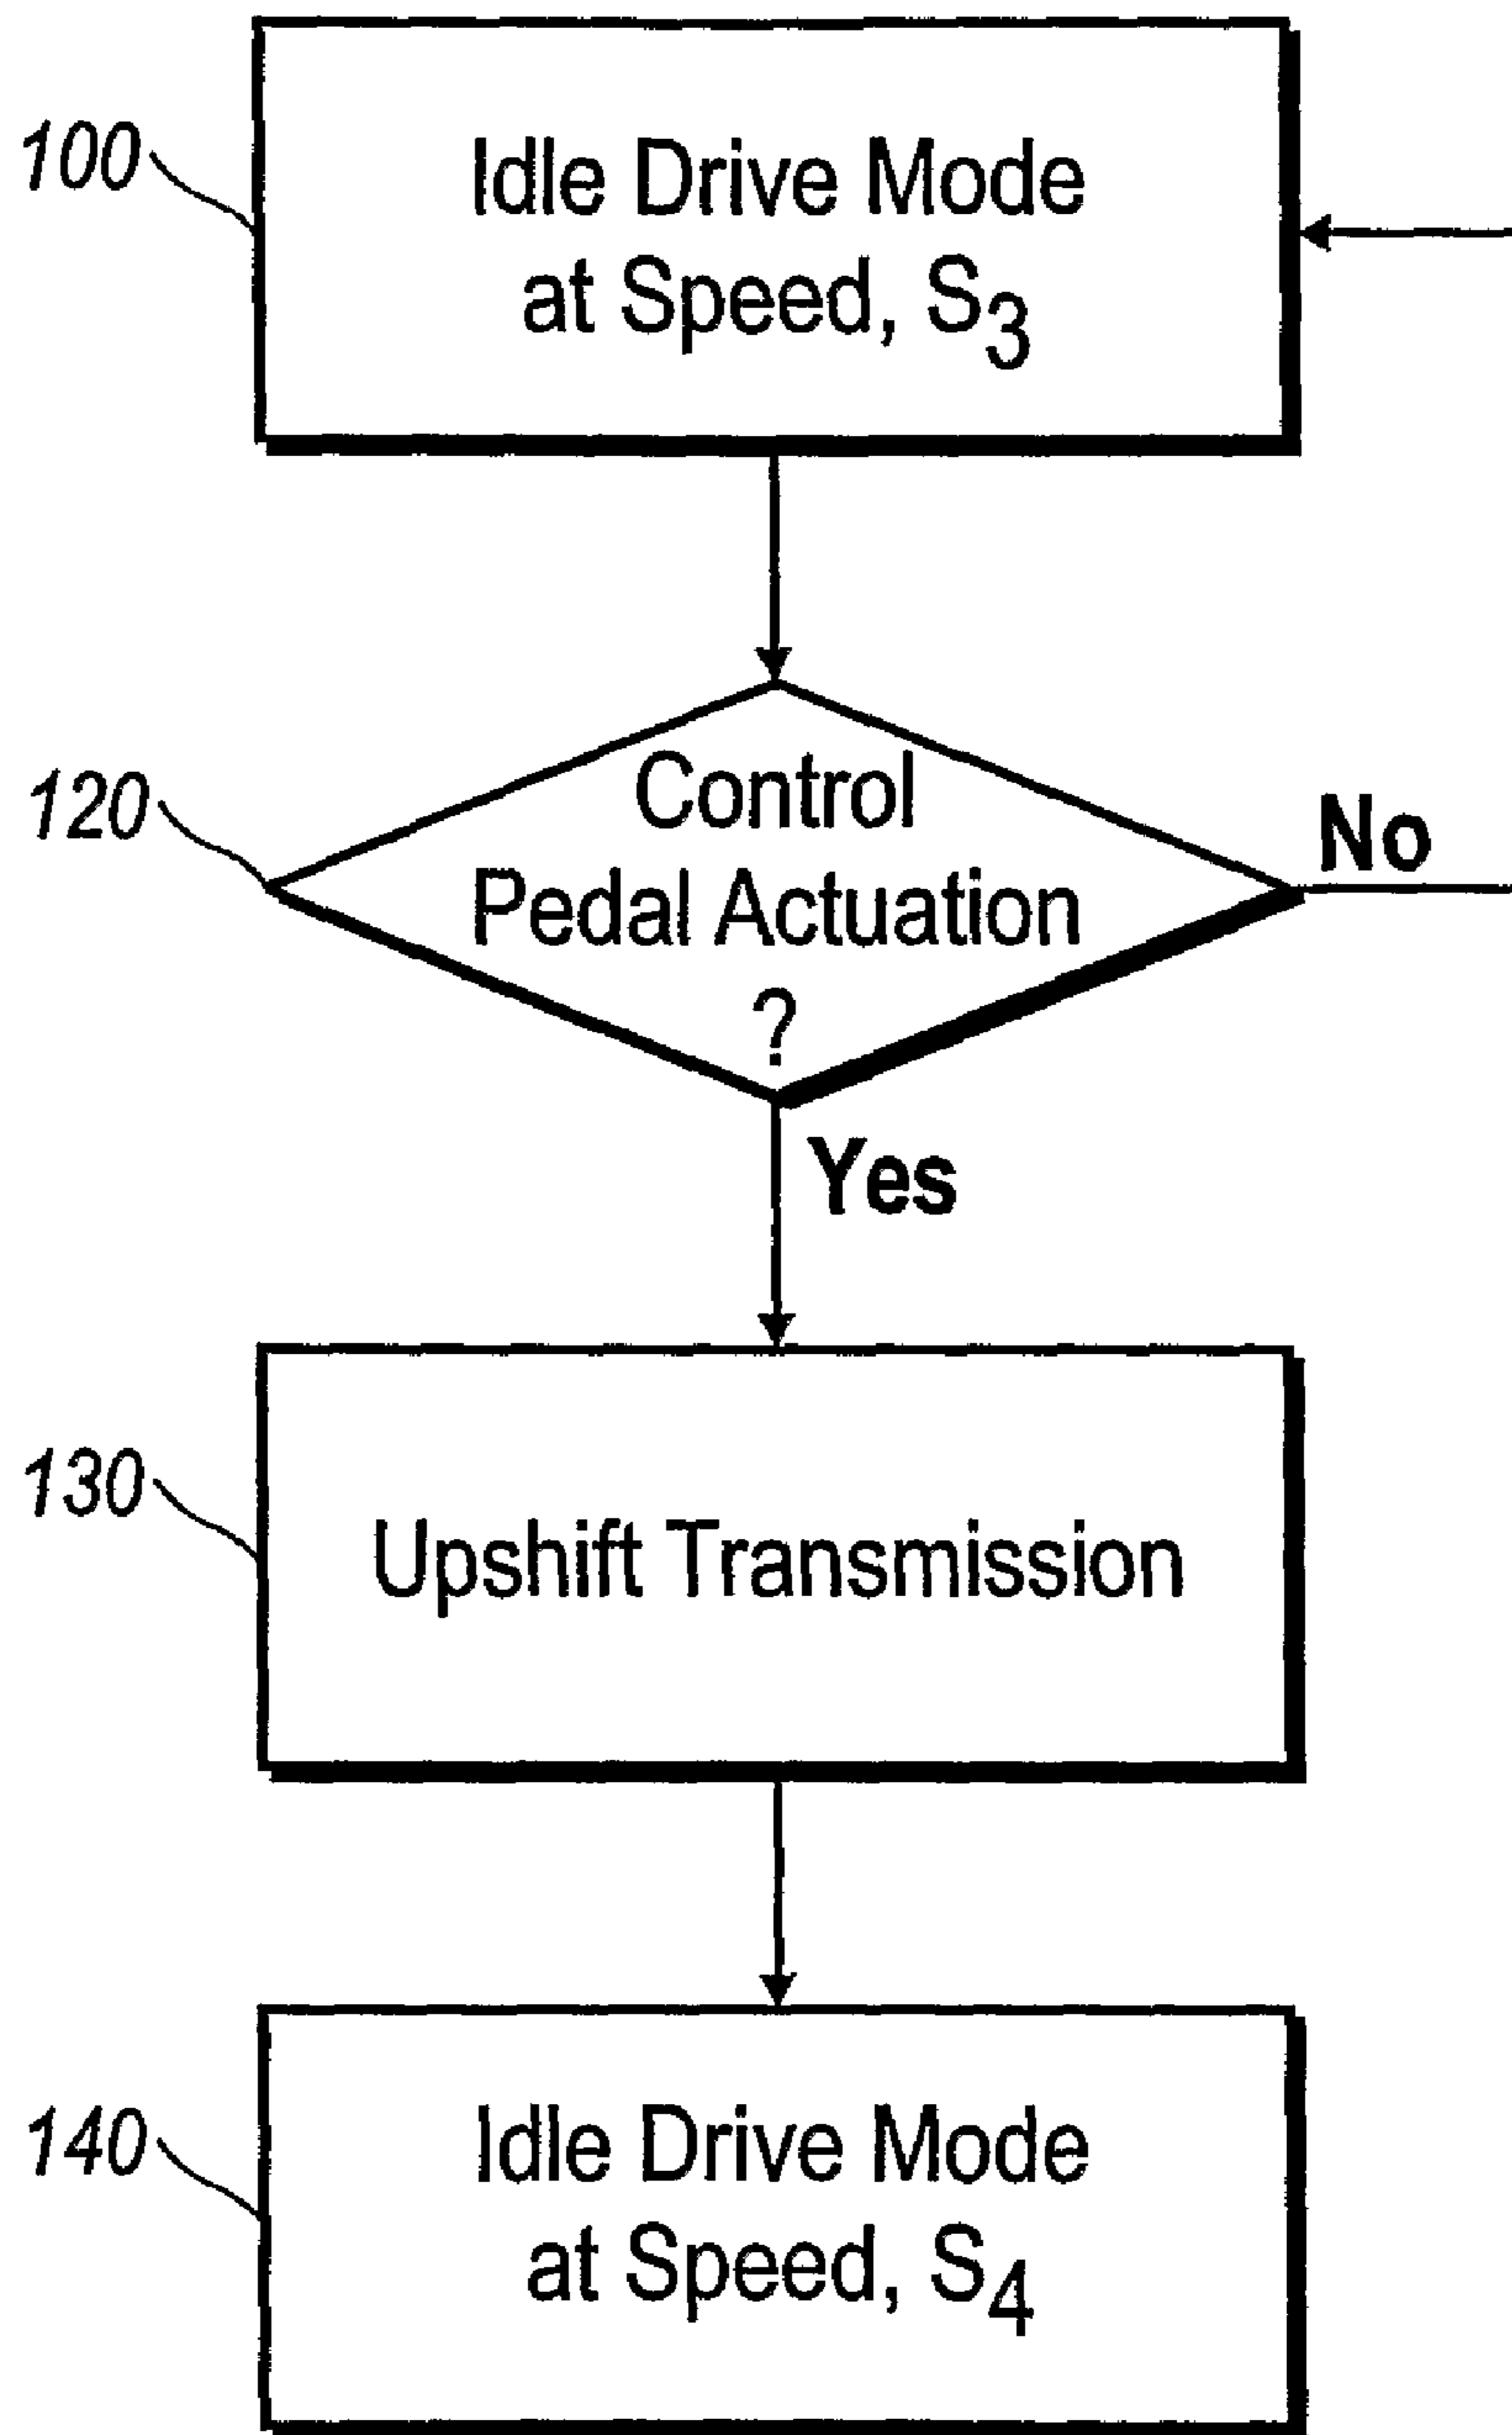 100
Idle Drive Mode
at Speed, S3
120
Control
Pedal Actuation
?
No
Yes
130
Upshift Transmission
140
Idle Drive Mode
at Speed, S4